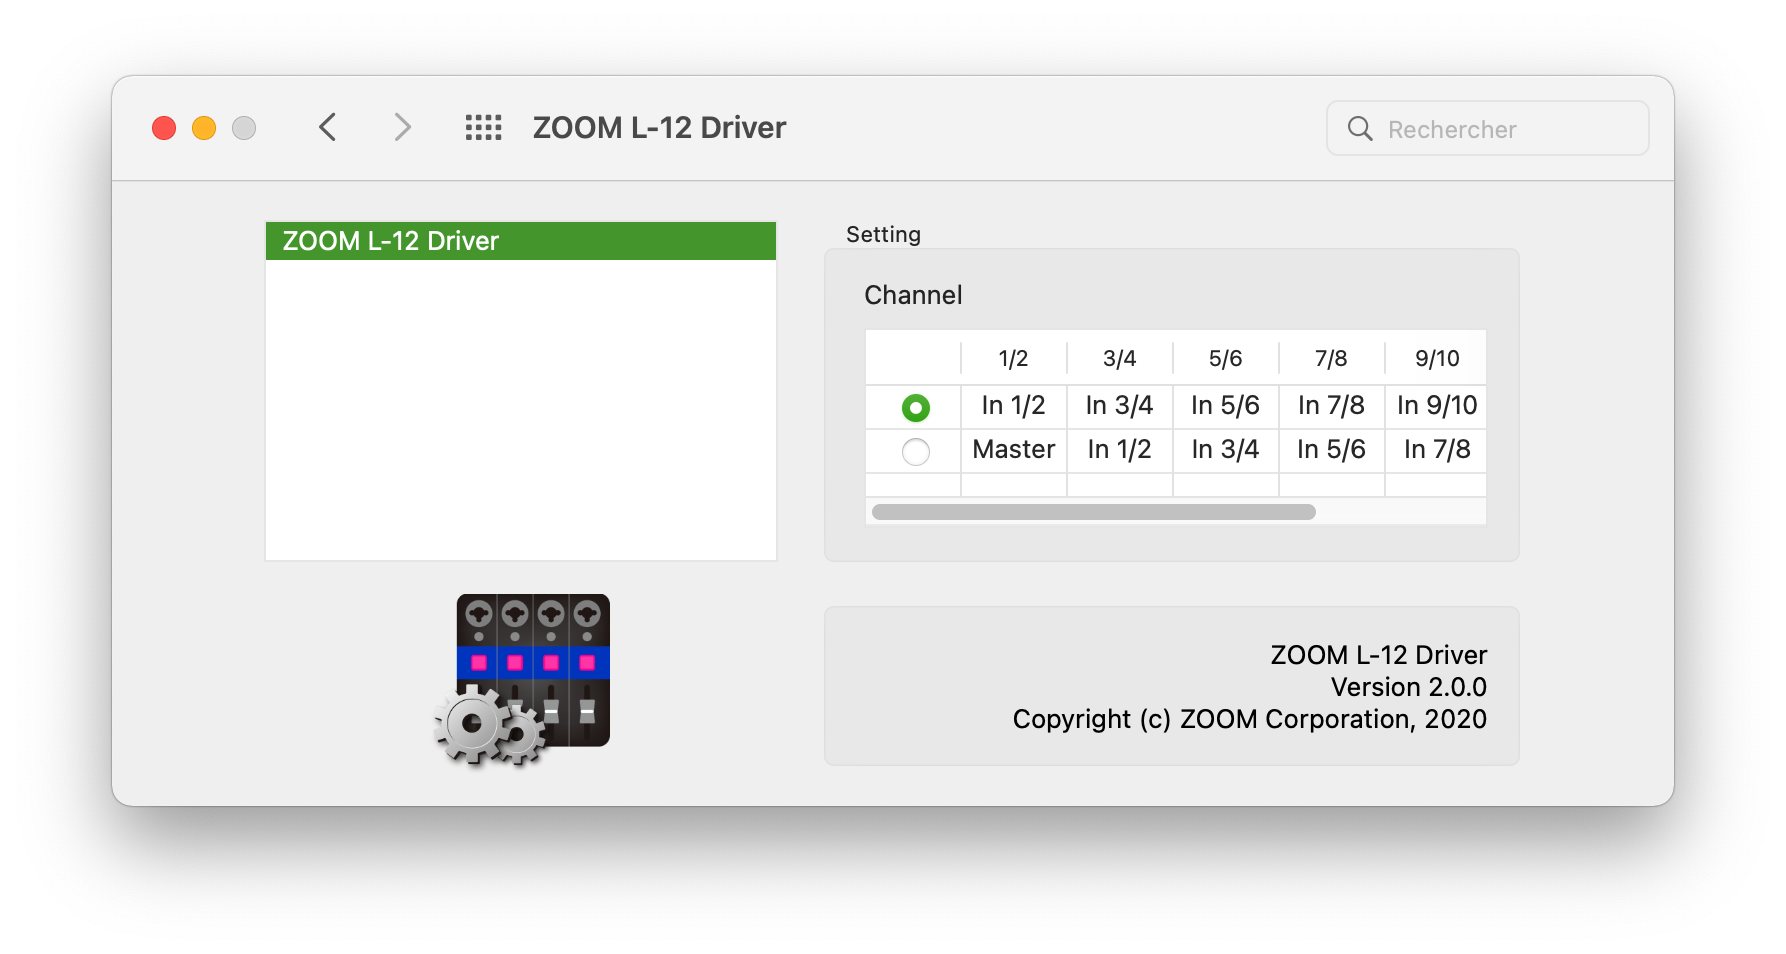 ZOOM L-12 Driver
Rechercher
ZOOM L-12 Driver
Setting
Channel
1/2 3/4 5/6 7/8 9/10
In 1/2 In 3/4 In 5/6 In 7/8 In 9/10
Master In 1/2 In 3/4 In 5/6 In 7/8
ZOOM L-12 Driver
Version 2.0.0
Copyright (c) ZOOM Corporation, 2020